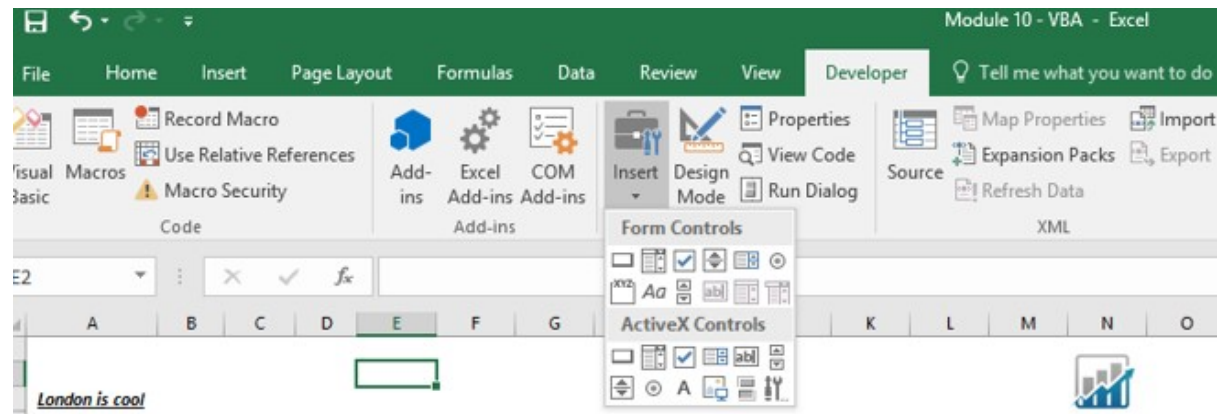 Module 10 - VBA - Excel
File Home Insert Page Layout Formulas Data Review View Developer Tell me what you want to do
Record Macro
Use Relative References
Macro Security
Macros
Code
Add-
ins
Excel
Add-ins
COM
Add-ins
Add-ins
Insert
Design
Mode
Properties
View Code
Run Dialog
Source
Map Properties
Expansion Packs
Refresh Data
Import
Export
XML
Form Controls
XYZ Aa ab|
ActiveX Controls
ab|
A
fx
A B C D E F G K L M N O
London is cool